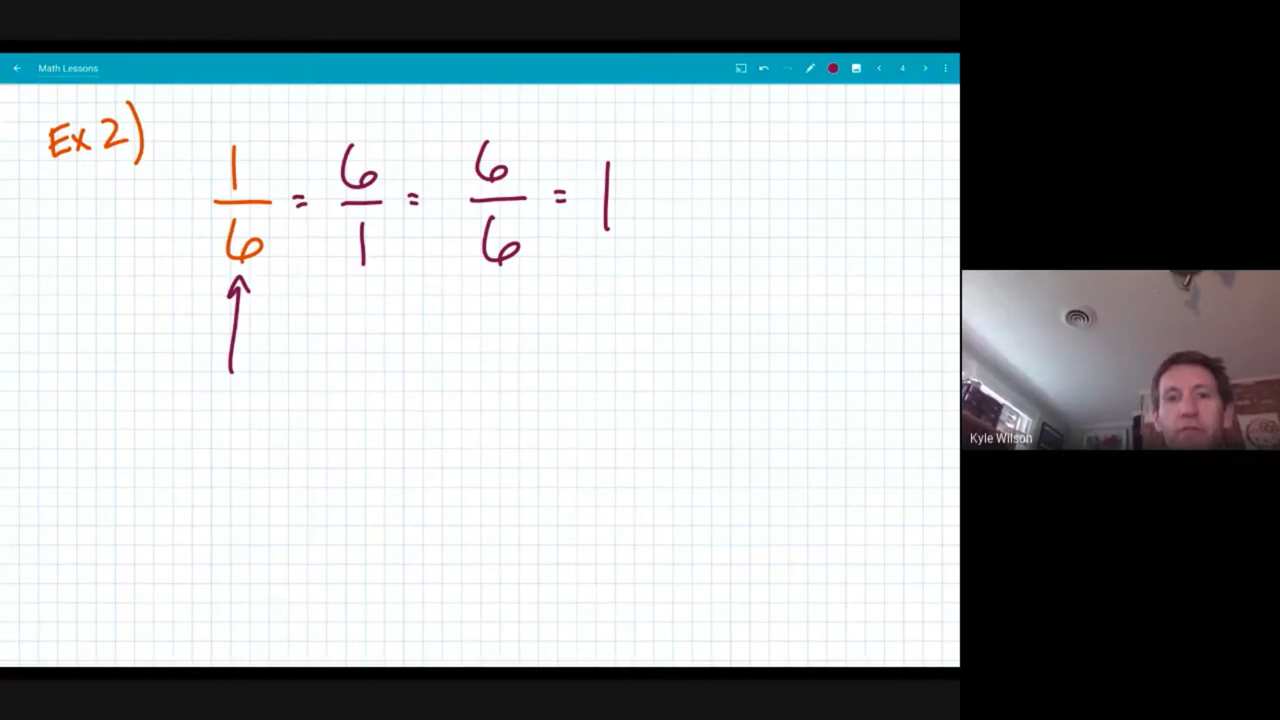 Math Lessons
4
Ex 2)
1/6 = 6/1 = 6/6 = 1
Kyle Wilson